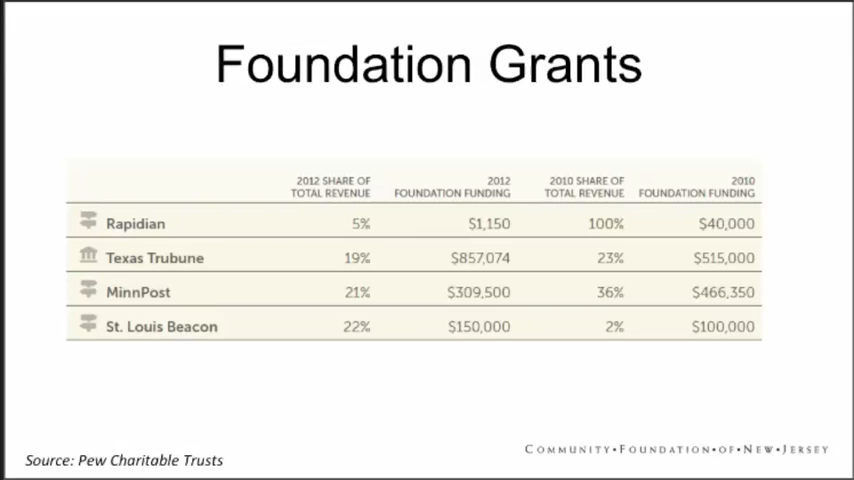 Foundation Grants
2012 SHARE OF TOTAL REVENUE 2012 FOUNDATION FUNDING 2010 SHARE OF TOTAL REVENUE 2010 FOUNDATION FUNDING
Rapidian 5% $1,150 100% $40,000
Texas Trubune 19% $857,074 23% $515,000
MinnPost 21% $309,500 36% $466,350
St. Louis Beacon 22% $150,000 2% $100,000
COMMUNITY•FOUNDATION•OF•NEW•JERSEY
Source: Pew Charitable Trusts